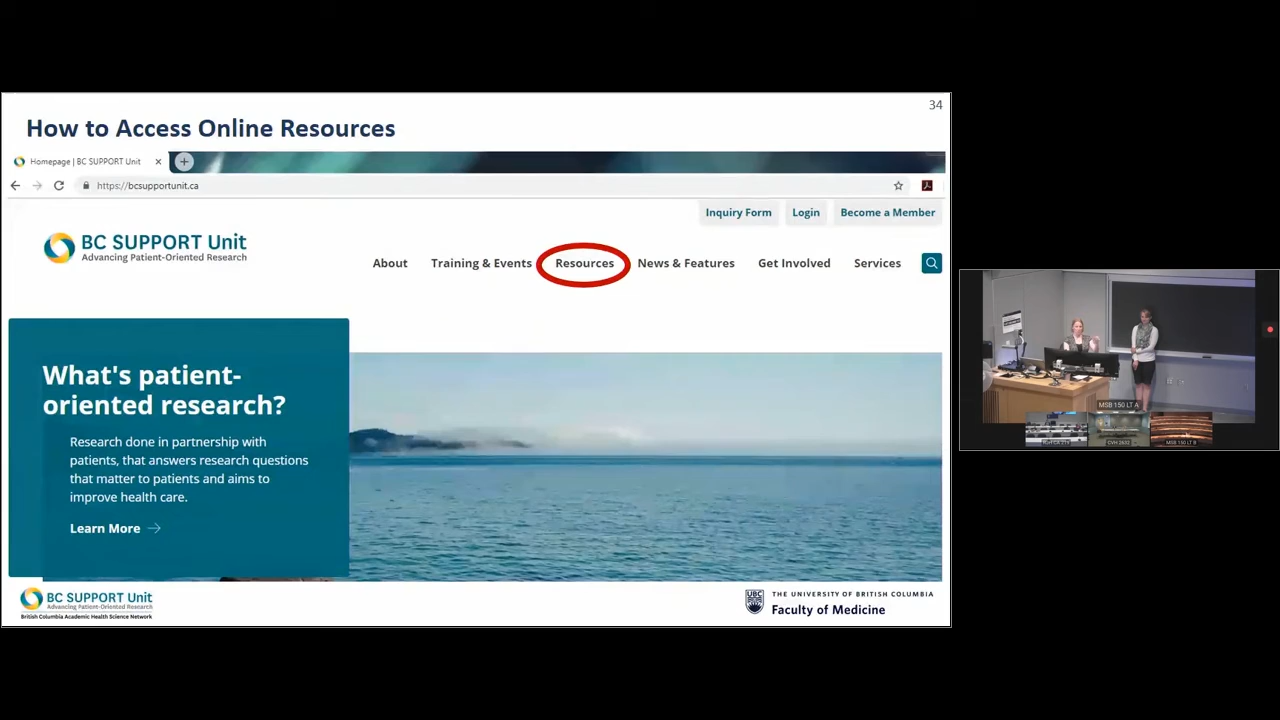 34
How to Access Online Resources
Homepage | BC SUPPORT Unit
https://bcsupportunit.ca
Inquiry Form Login Become a Member
BC SUPPORT Unit
Advancing Patient-Oriented Research
About Training & Events Resources News & Features Get Involved Services
What's patient-
oriented research?
Research done in partnership with
patients, that answers research questions
that matter to patients and aims to
improve health care.
Learn More
BC SUPPORT Unit
Advancing Patient-Oriented Research
British Columbia Academic Health Science Network
UBC
THE UNIVERSITY OF BRITISH COLUMBIA
Faculty of Medicine
MSB 150 LT A
MSB 150 LT B